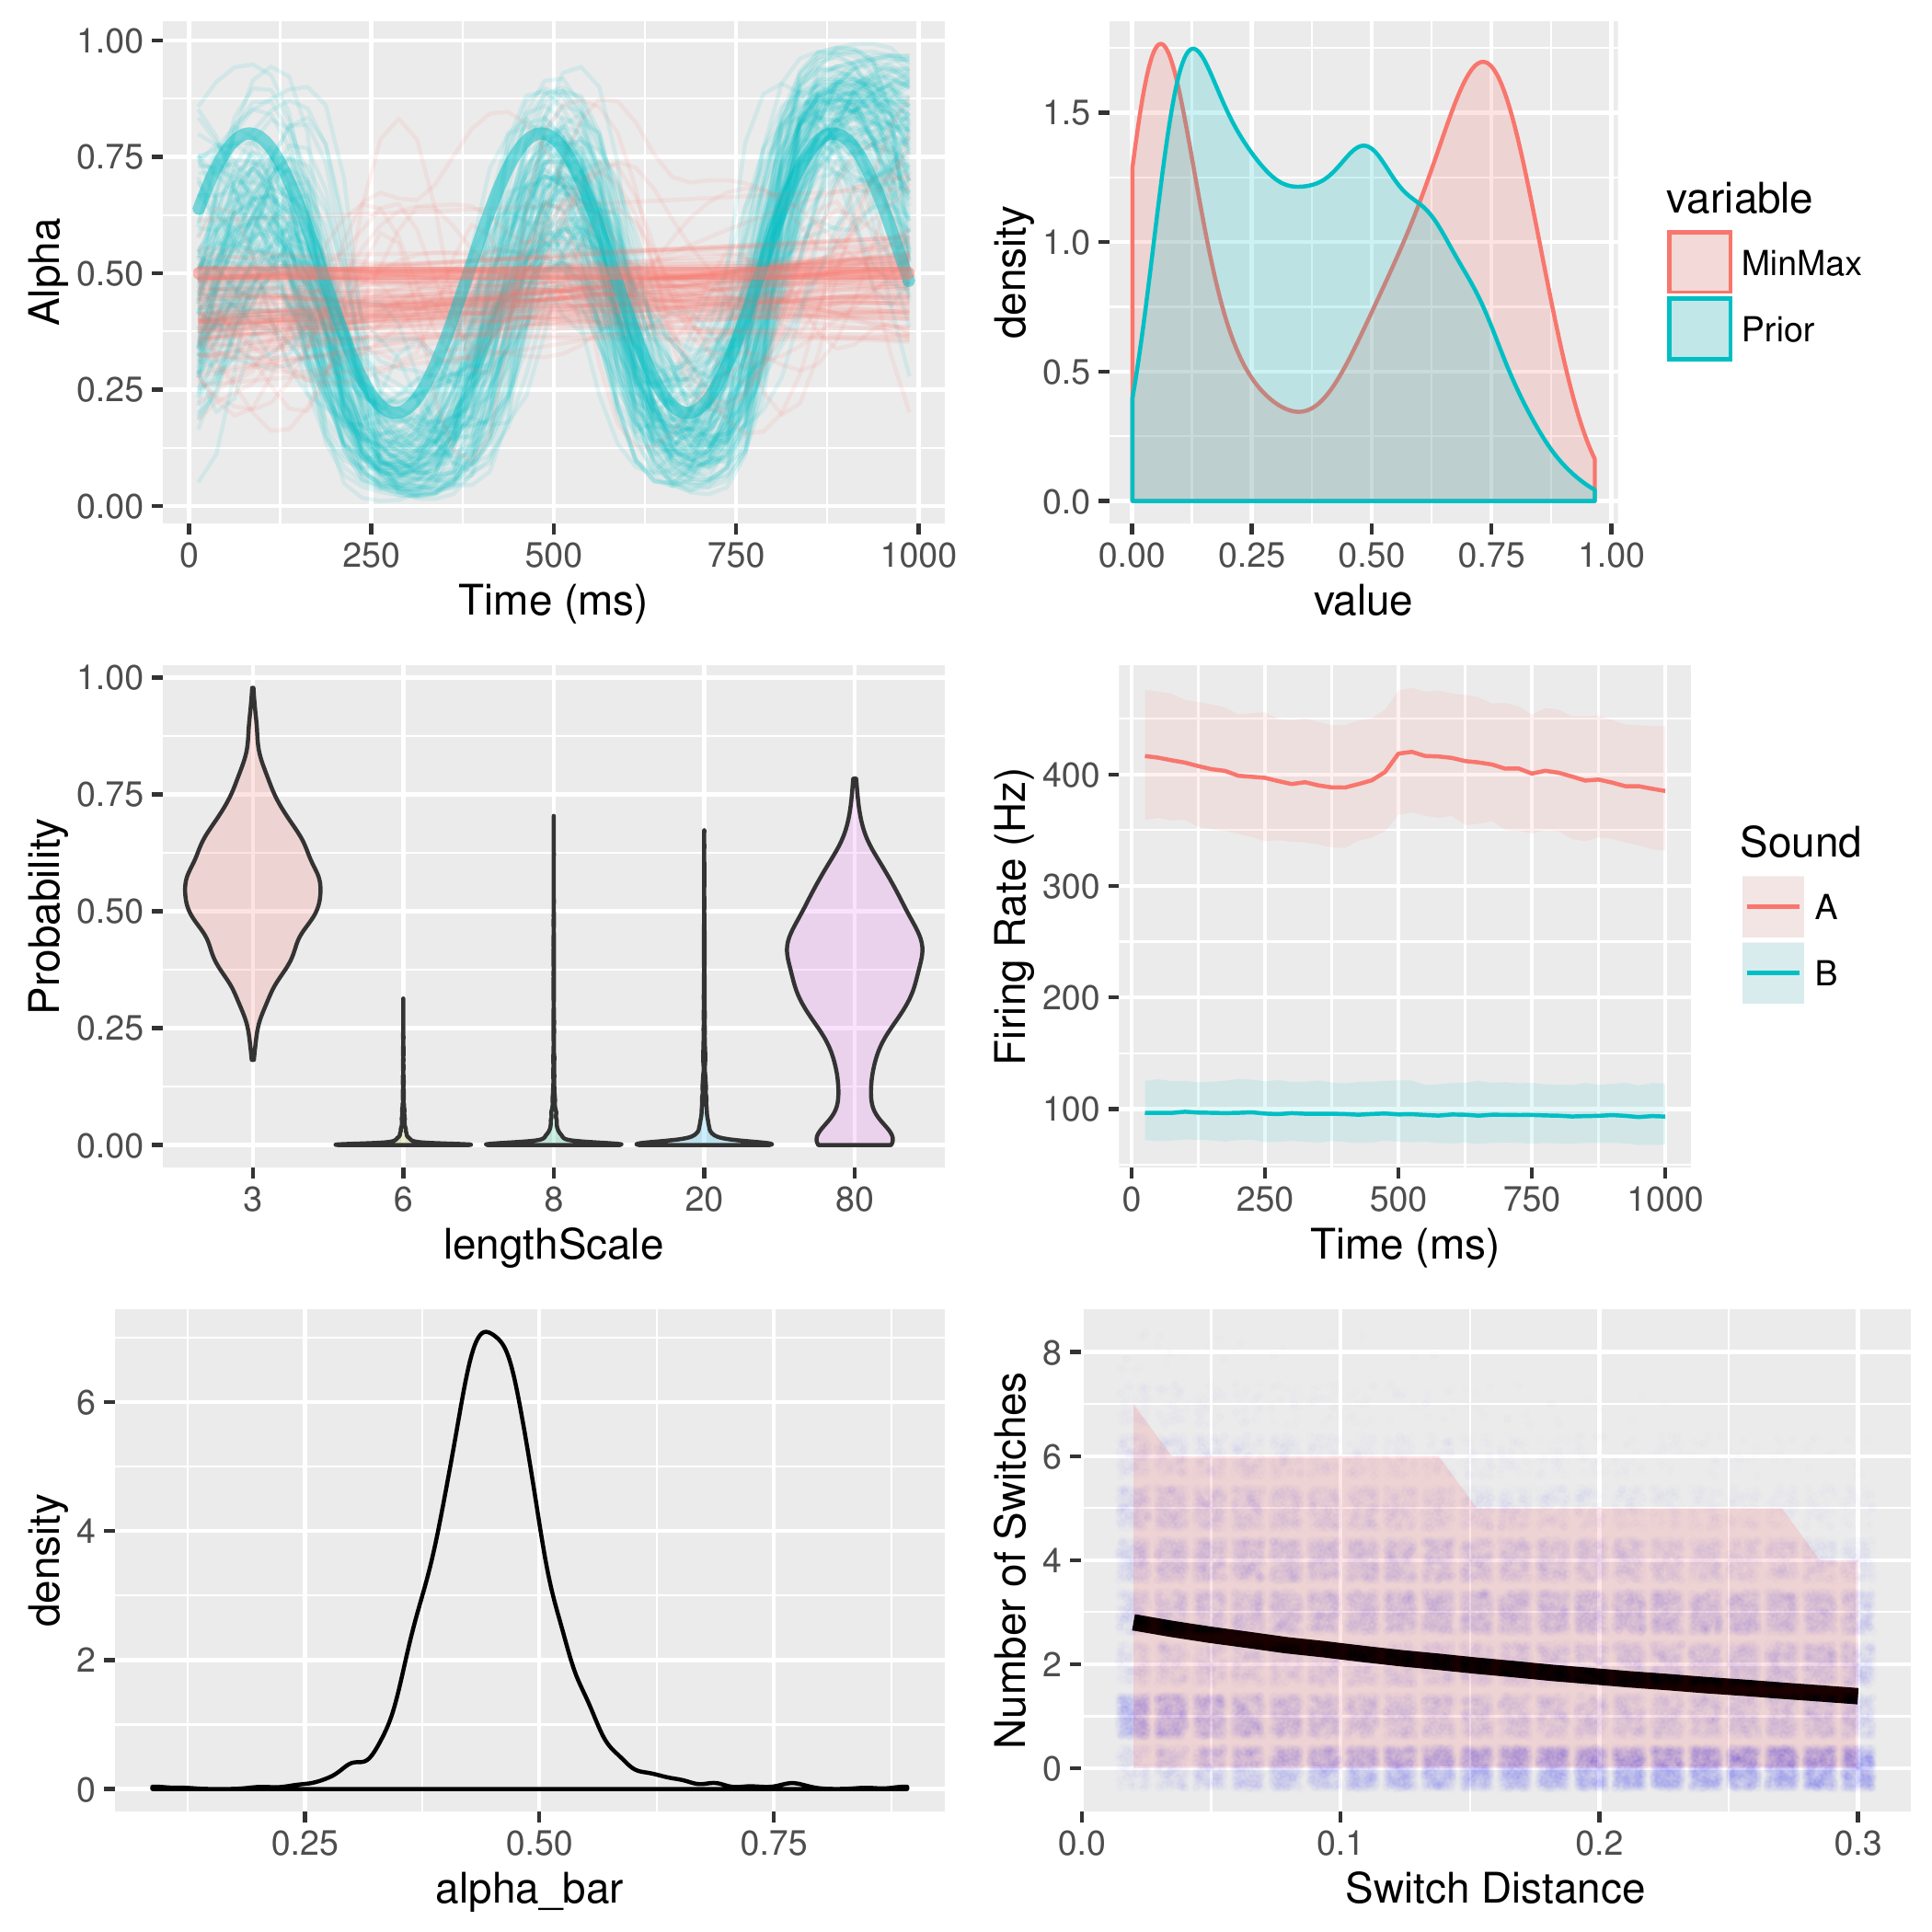 1.00
0.75
0.50
0.25
0.00
Alpha
0 250 500 750 1000
Time (ms)
1.5
1.0
0.5
0.0
density
0.00 0.25 0.50 0.75 1.00
value
variable
MinMax
Prior
1.00
0.75
0.50
0.25
0.00
Probability
3 6 8 20 80
lengthScale
400
300
200
100
Firing Rate (Hz)
0 250 500 750 1000
Time (ms)
Sound
A
B
6
4
2
0
density
0.25 0.50 0.75
alpha_bar
8
6
4
2
0
Number of Switches
0.0 0.1 0.2 0.3
Switch Distance